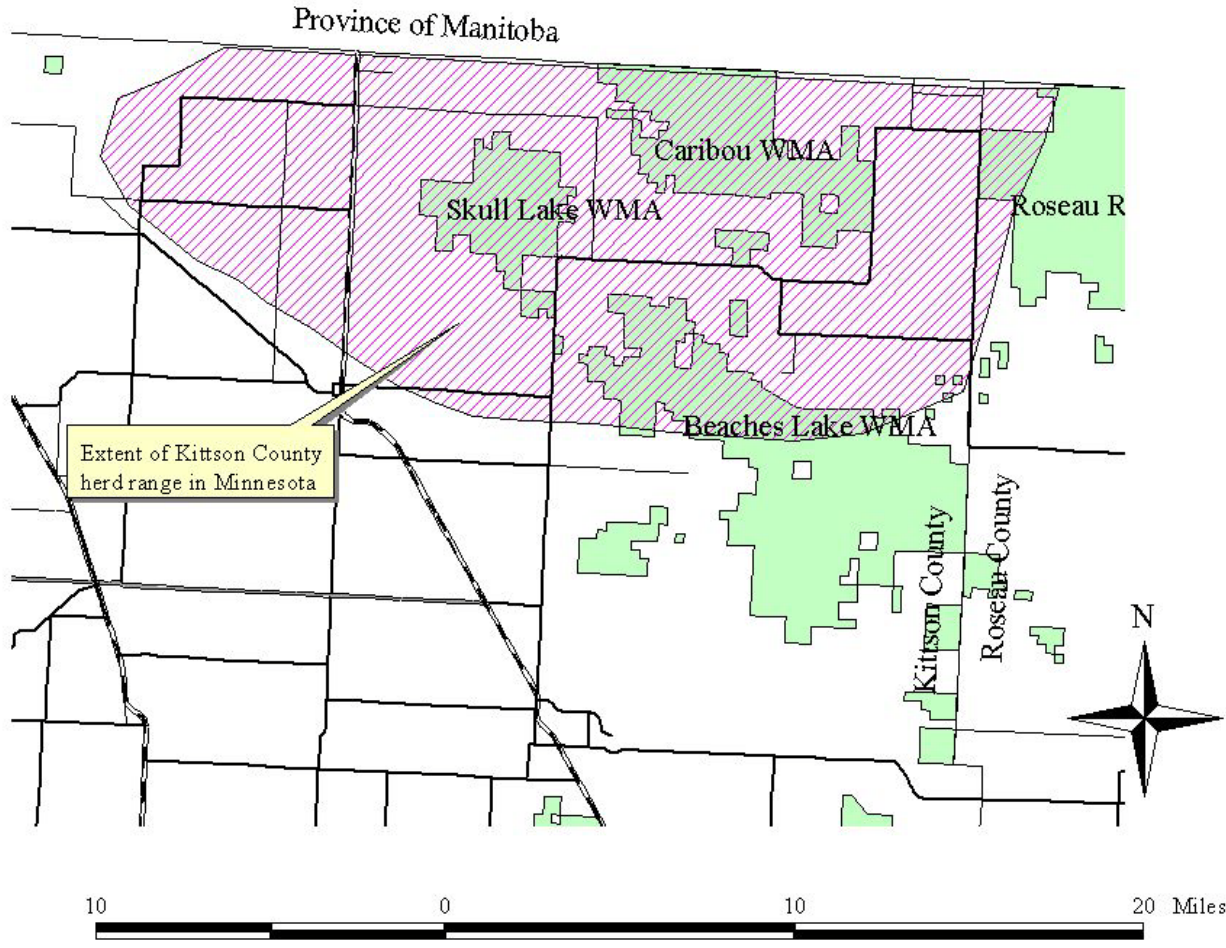 Province of Manitoba
Caribou WMA
Skull Lake WMA
Roseau R
Beaches Lake WMA
Extent of Kittson County
herd range in Minnesota
Kittson County
Roseau County
N
10 0 10 20 Miles